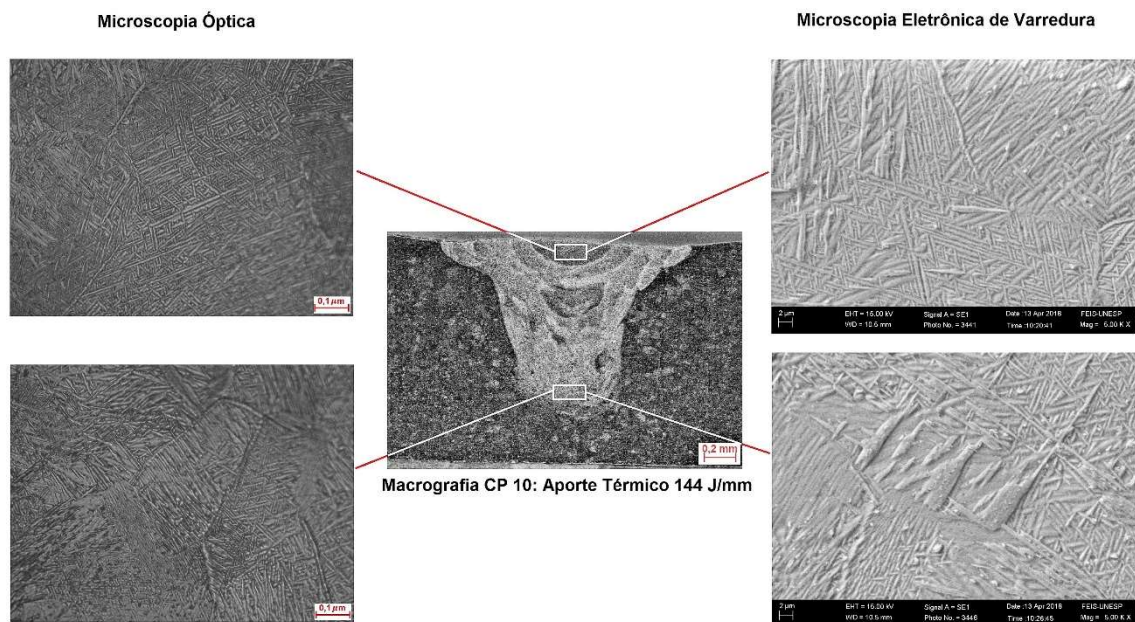 Microscopia Óptica
Microscopia Eletrônica de Varredura
0,1 μm
2 μm
EHT = 15.00 kV
WD = 10.5 mm
Signal A = SE1
Photo No. = 3441
Date :13 Apr 2018
Time :10:20:41
FEIS-UNESP
Mag = 5.00 K X
0,2 mm
Macrografia CP 10: Aporte Térmico 144 J/mm
0,1 μm
2 μm
EHT = 15.00 kV
WD = 10.5 mm
Signal A = SE1
Photo No. = 3446
Date :13 Apr 2018
Time :10:26:45
FEIS-UNESP
Mag = 5.00 K X